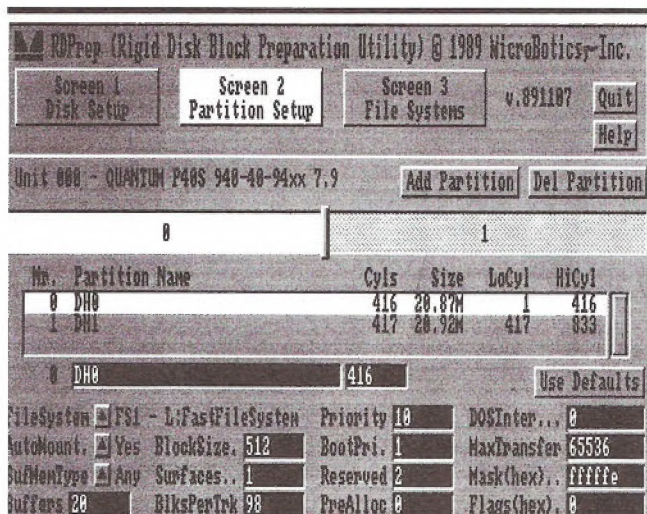 RDPrep (Rigid Disk Block Preparation Utility) @ 1989 MicroBotics, Inc.
Screen 1 Disk Setup
Screen 2 Partition Setup
Screen 3 File Systems
v.891107
Quit
Help
Unit 000 - QUANTUM P40S 940-40-94xx 7.9
Add Partition
Del Partition
0 1
Nr. Partition Name Cyls Size LoCyl HiCyl
0 DH0 416 20.87M 1 416
1 DH1 417 20.92M 417 833
0 DH0 416
Use Defaults
FileSystem FS1 - L:FastFileSystem Priority 10 DOSInter... 0
AutoMount. Yes BlockSize. 512 BootPri. 1 MaxTransfer 65536
BufMemType Any Surfaces.. 1 Reserved 2 Mask(hex).. fffffe
Buffers 20 BlksPerTrk 98 PreAlloc 0 Flags(hex). 0